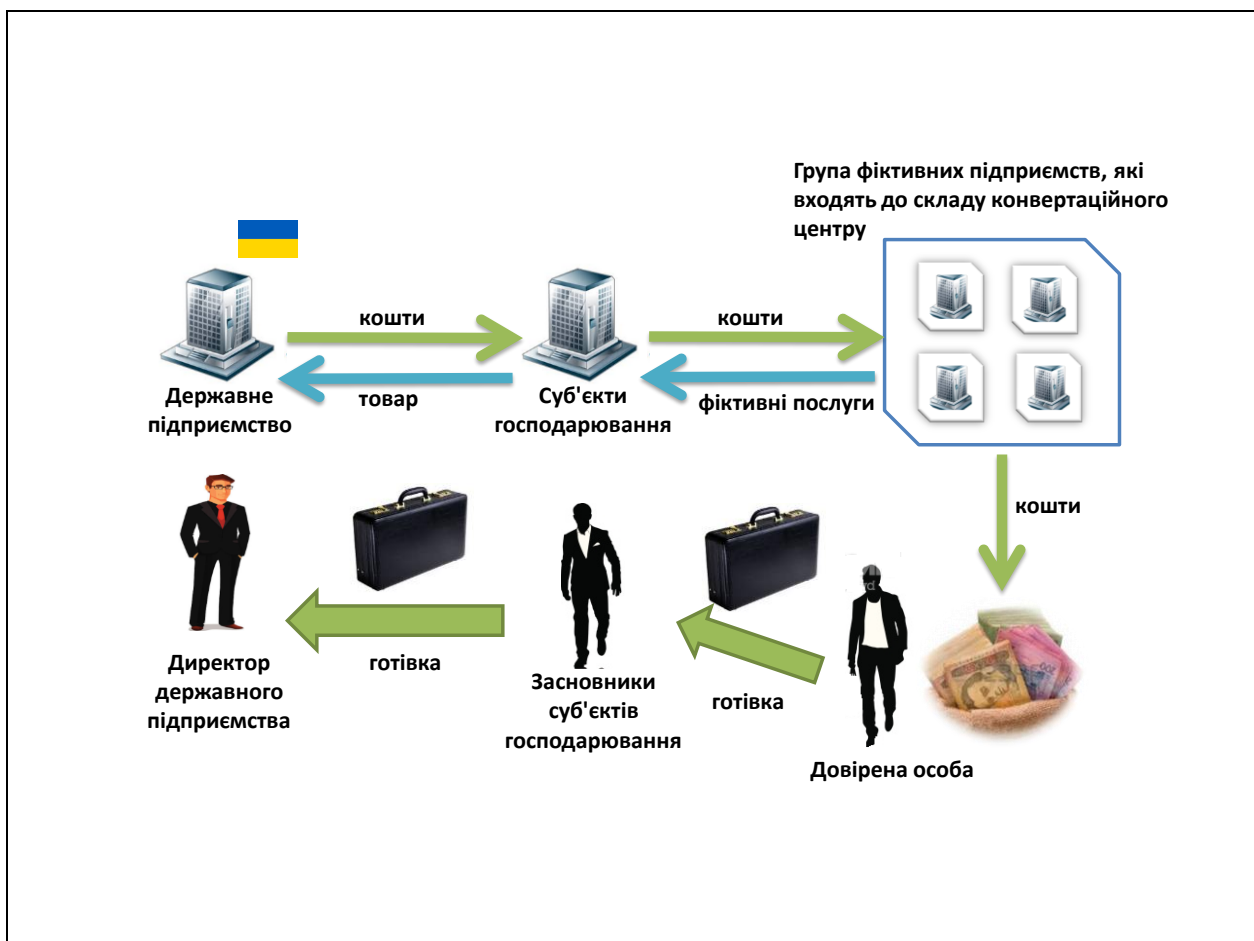 Група фіктивних підприємств, які
входять до складу конвертаційного
центру
кошти
кошти
Державне
підприємство
товар
Суб'єкти
господарювання
фіктивні послуги
кошти
Директор
державного
підприємства
готівка
Засновники
суб'єктів
господарювання
готівка
Довірена особа